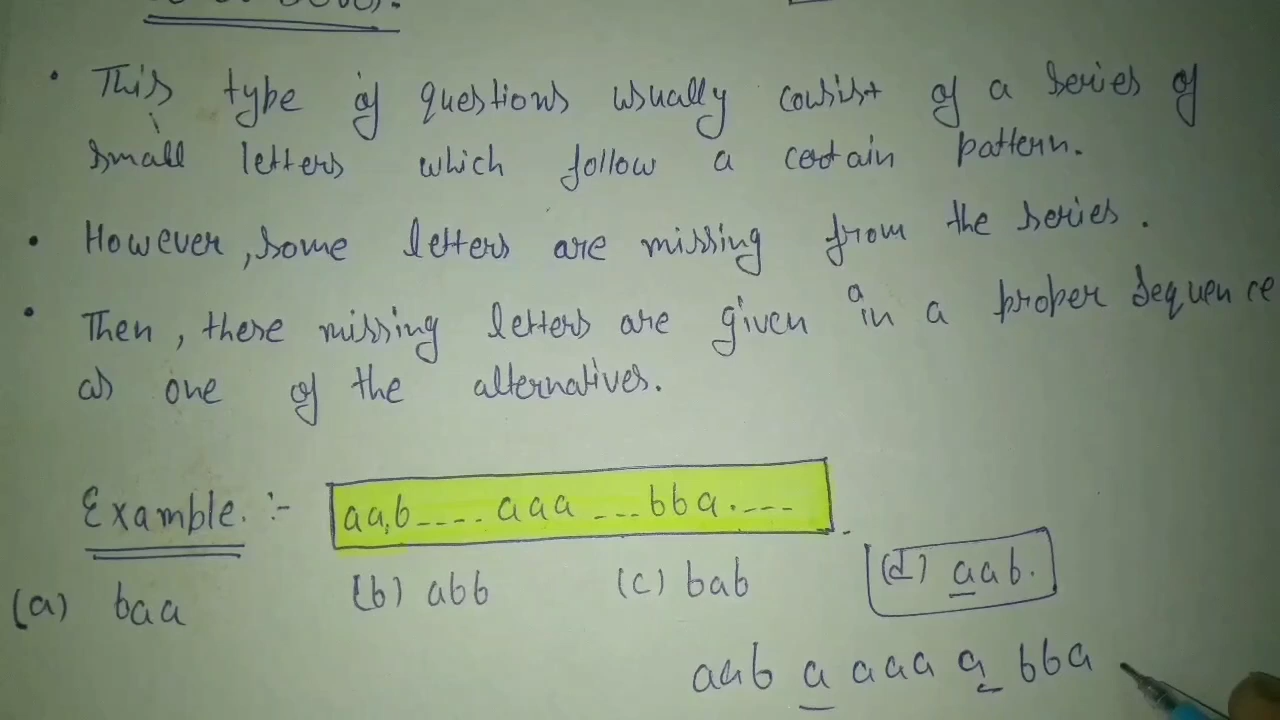 This type of questions usually consist of a series of
small letters which follow a certain pattern.
However, some letters are missing from the series.
Then, these missing letters are given in a proper sequence
as one of the alternatives.
Examble :- aa,b.... aaa ...bba.---
(a) baa (b) abb (c) bab (d) aab.
aab a aaa a bba